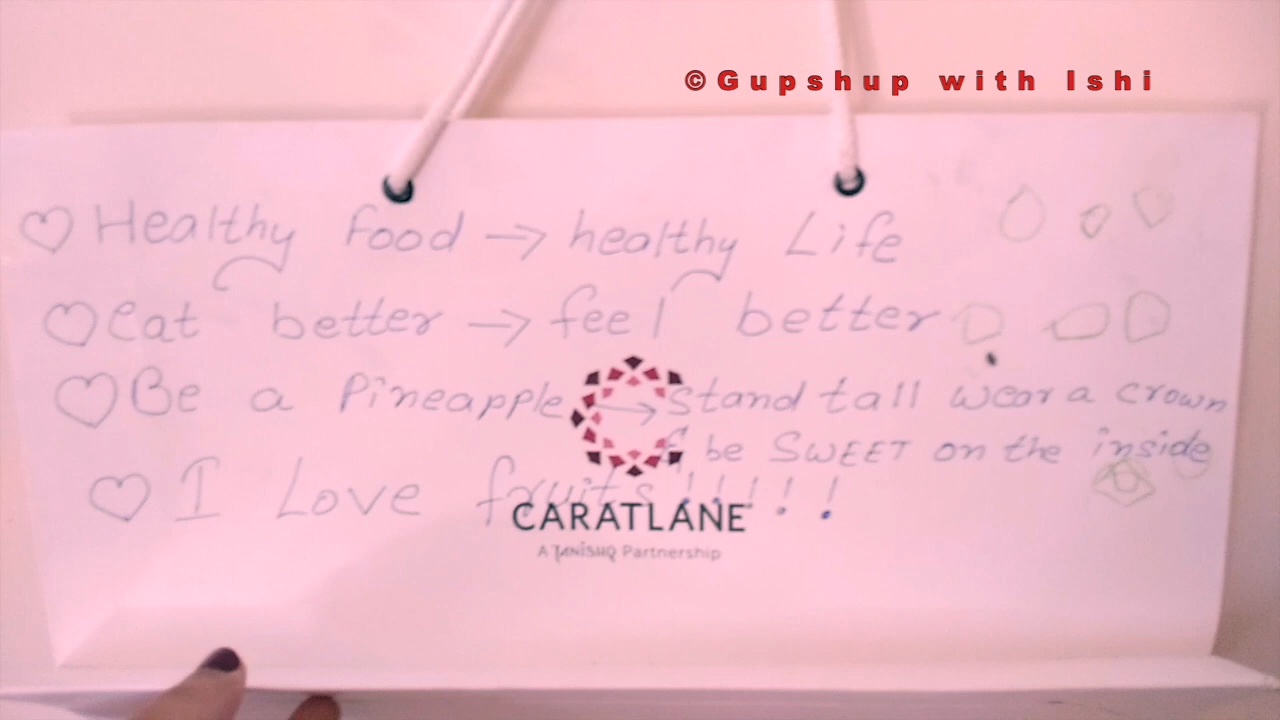 ©Gupshup with Ishi
♡ Healthy food → healthy Life
♡ Eat better → feel better
♡ Be a Pineapple → Stand tall wear a crown
& be SWEET on the inside
♡ I Love fruits!!!!!
CARATLANE
A TANISHQ Partnership